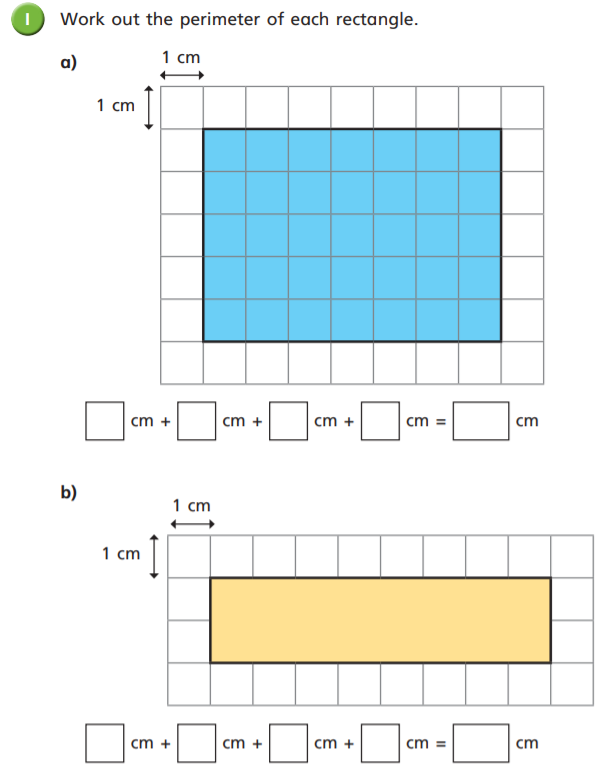 1 Work out the perimeter of each rectangle.
a)
1 cm
1 cm
cm + cm + cm + cm = cm
b)
1 cm
1 cm
cm + cm + cm + cm = cm